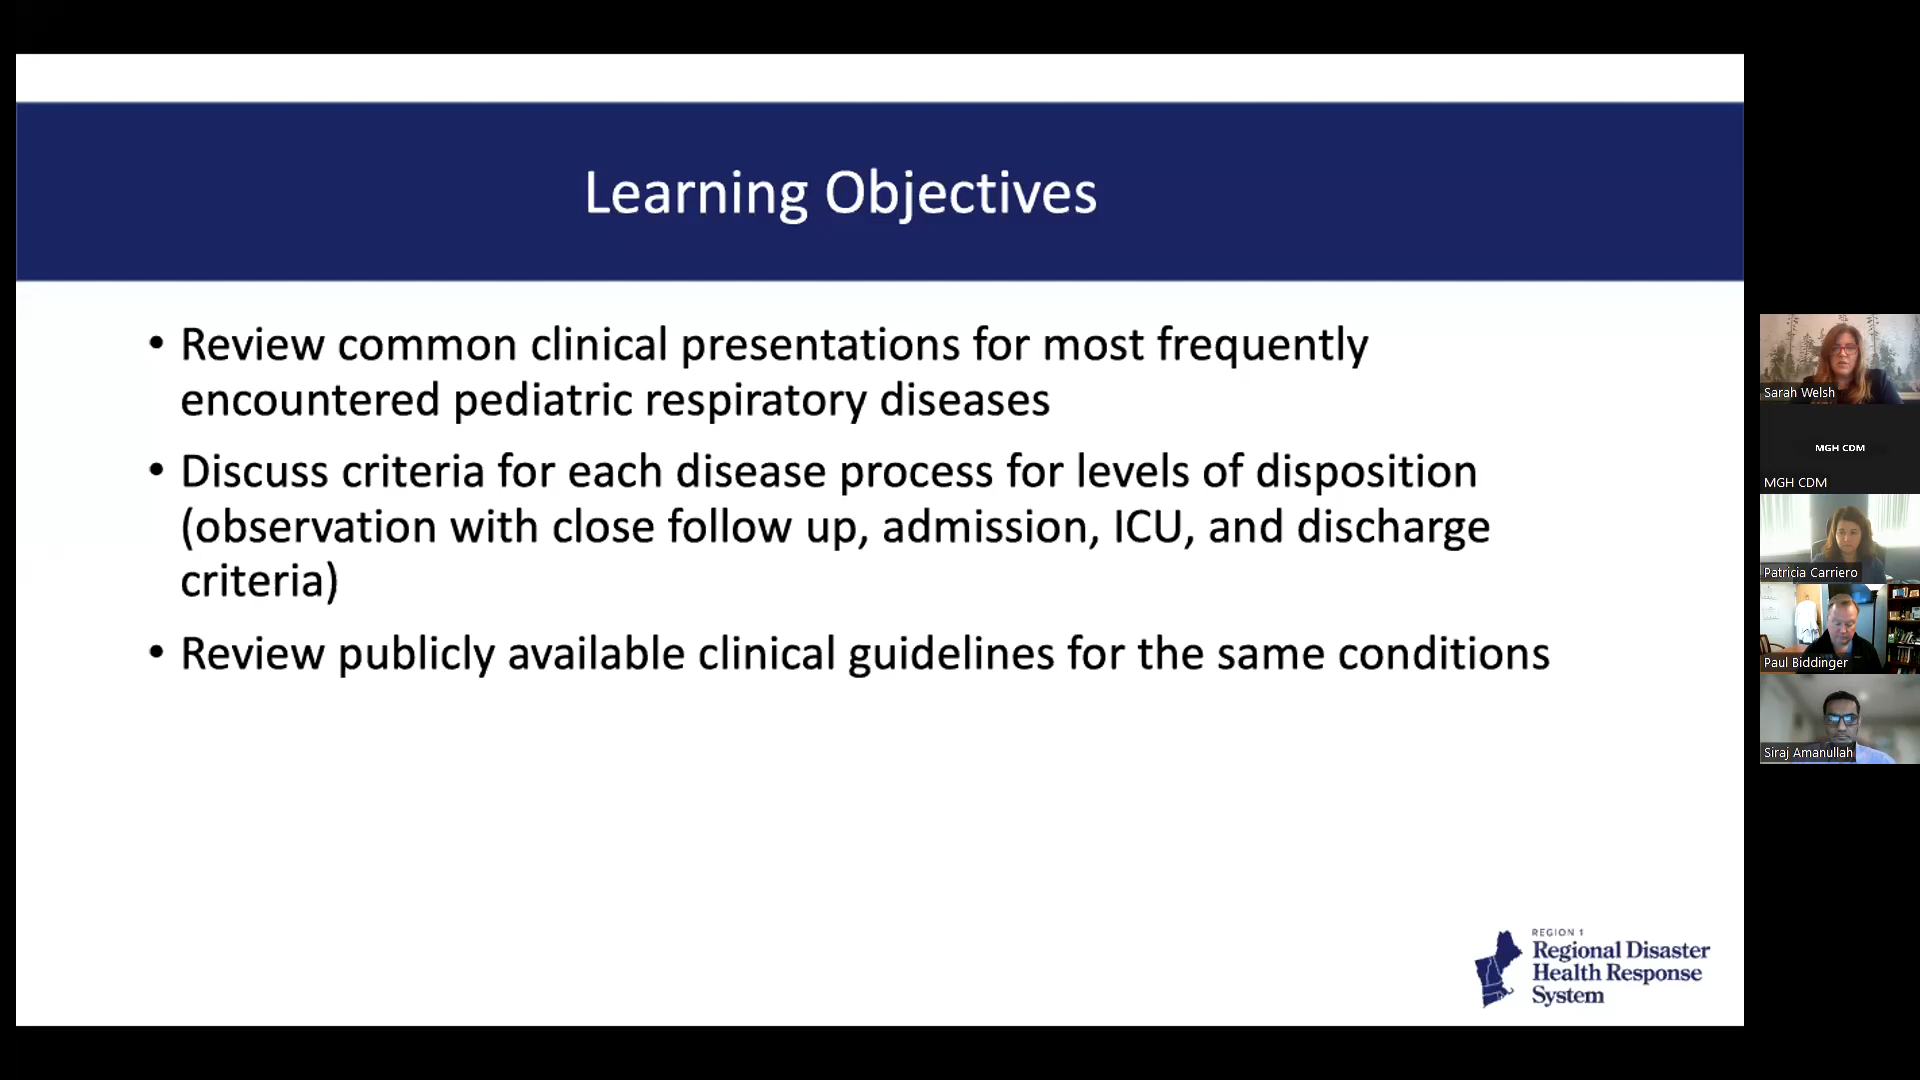 Learning Objectives
• Review common clinical presentations for most frequently
encountered pediatric respiratory diseases
• Discuss criteria for each disease process for levels of disposition
(observation with close follow up, admission, ICU, and discharge
criteria)
• Review publicly available clinical guidelines for the same conditions
REGION 1
Regional Disaster
Health Response
System
Sarah Welsh
MGH CDM
MGH CDM
Patricia Carriero
Paul Biddinger
Siraj Amanullah